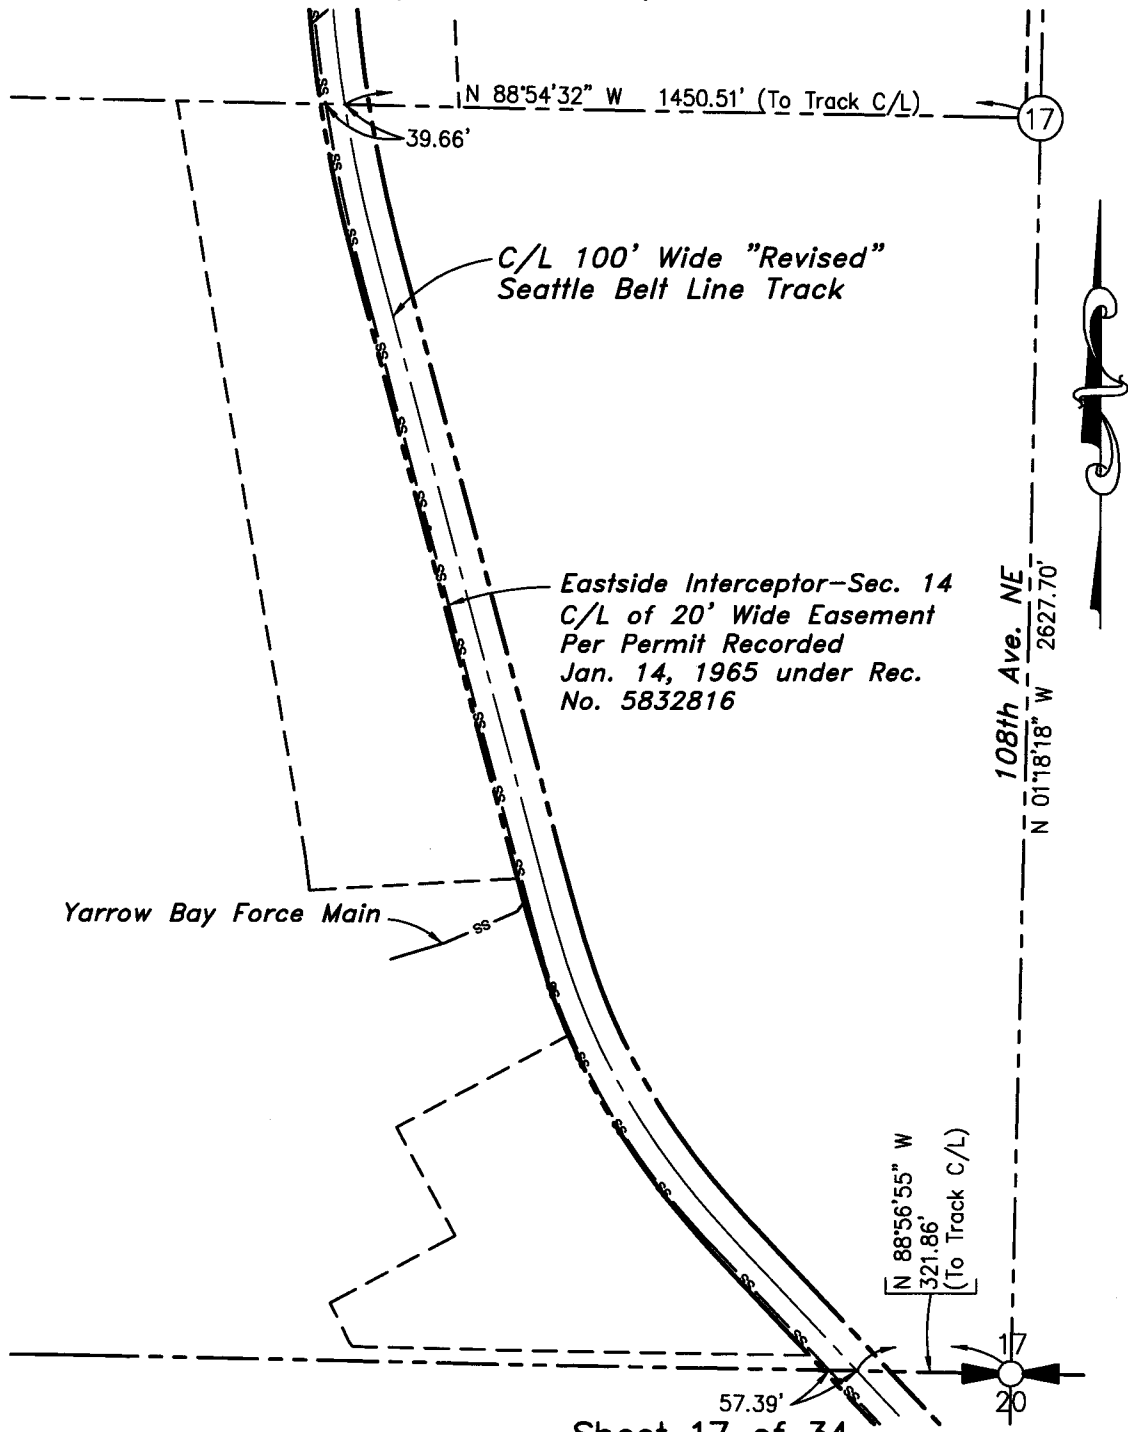 N 88°54'32" W 1450.51' (To Track C/L)
17
39.66'
SS
C/L 100' Wide "Revised"
Seattle Belt Line Track
Eastside Interceptor-Sec. 14
C/L of 20' Wide Easement
Per Permit Recorded
Jan. 14, 1965 under Rec.
No. 5832816
108th Ave. NE
N 01°18'18" W 2627.70'
Yarrow Bay Force Main
SS
N 88°56'55" W
321.86'
(To Track C/L)
17
20
57.39'
Sheet 17 of 34